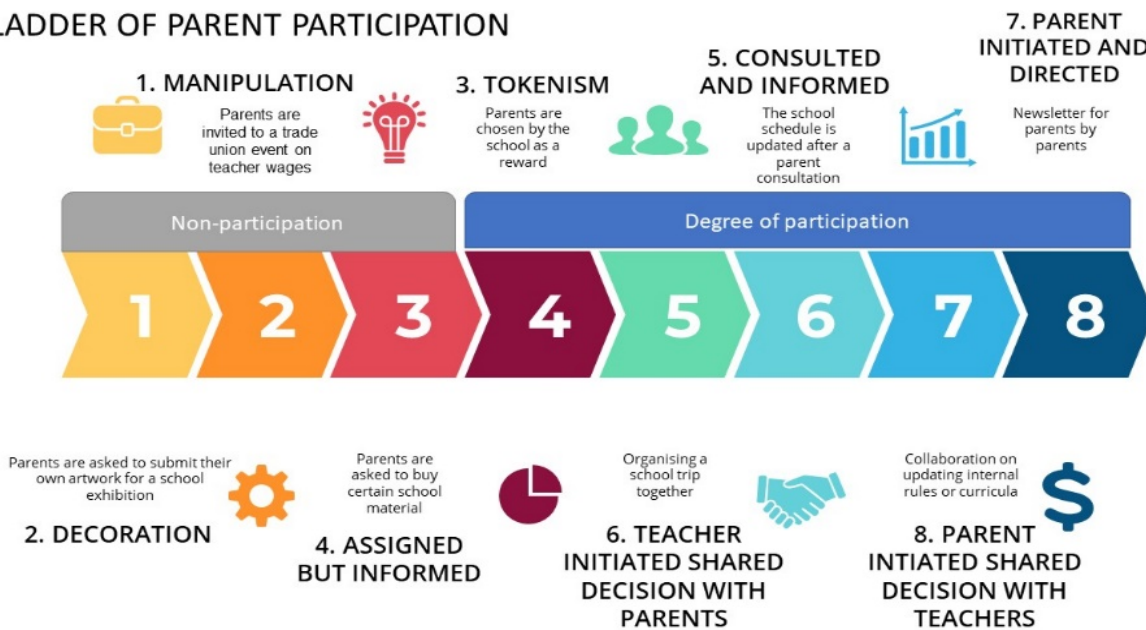 LADDER OF PARENT PARTICIPATION
1. MANIPULATION
Parents are
invited to a trade
union event on
teacher wages
3. TOKENISM
Parents are
chosen by the
school as a
reward
5. CONSULTED
AND INFORMED
The school
schedule is
updated after a
parent
consultation
7. PARENT
INITIATED AND
DIRECTED
Newsletter for
parents by
parents
Non-participation
Degree of participation
1
2
3
4
5
6
7
8
Parents are asked to submit their
own artwork for a school
exhibition
2. DECORATION
Parents are
asked to buy
certain school
material
4. ASSIGNED
BUT INFORMED
Organising a
school trip
together
6. TEACHER
INITIATED SHARED
DECISION WITH
PARENTS
Collaboration on
updating internal
rules or curricula
$
8. PARENT
INTIATED SHARED
DECISION WITH
TEACHERS